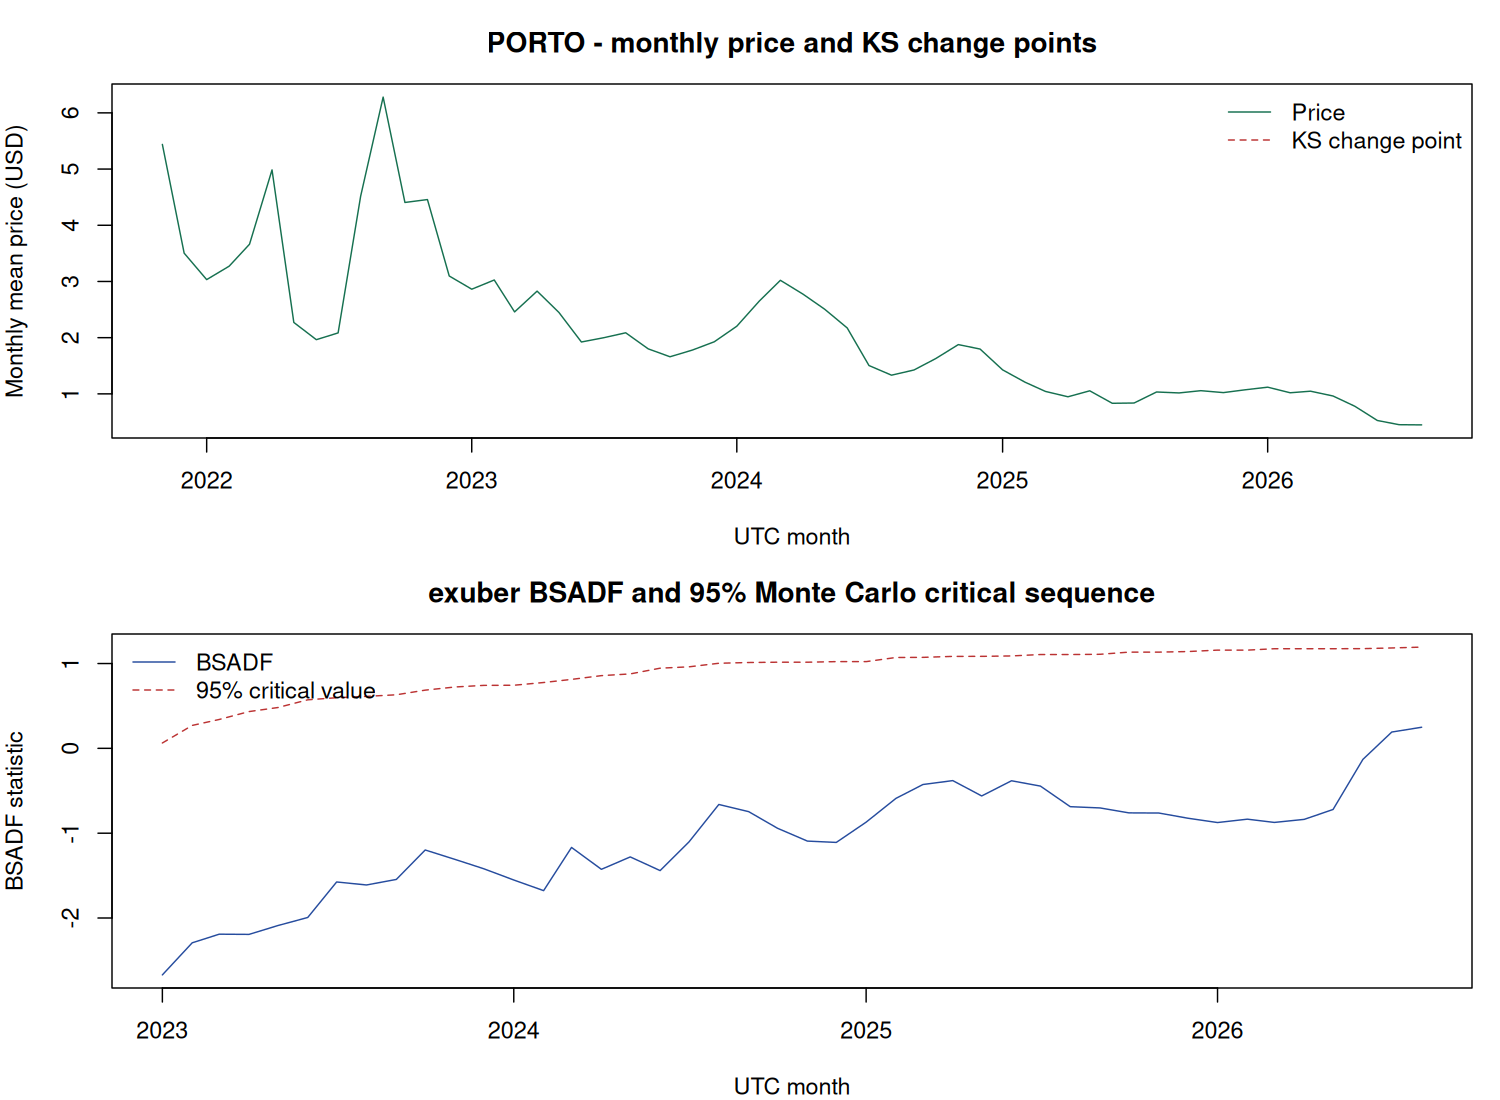 PORTO - monthly price and KS change points
Monthly mean price (USD)
6
5
4
3
2
1
Price
KS change point
2022 2023 2024 2025 2026
UTC month
exuber BSADF and 95% Monte Carlo critical sequence
BSADF statistic
1
0
-1
-2
BSADF
95% critical value
2023 2024 2025 2026
UTC month